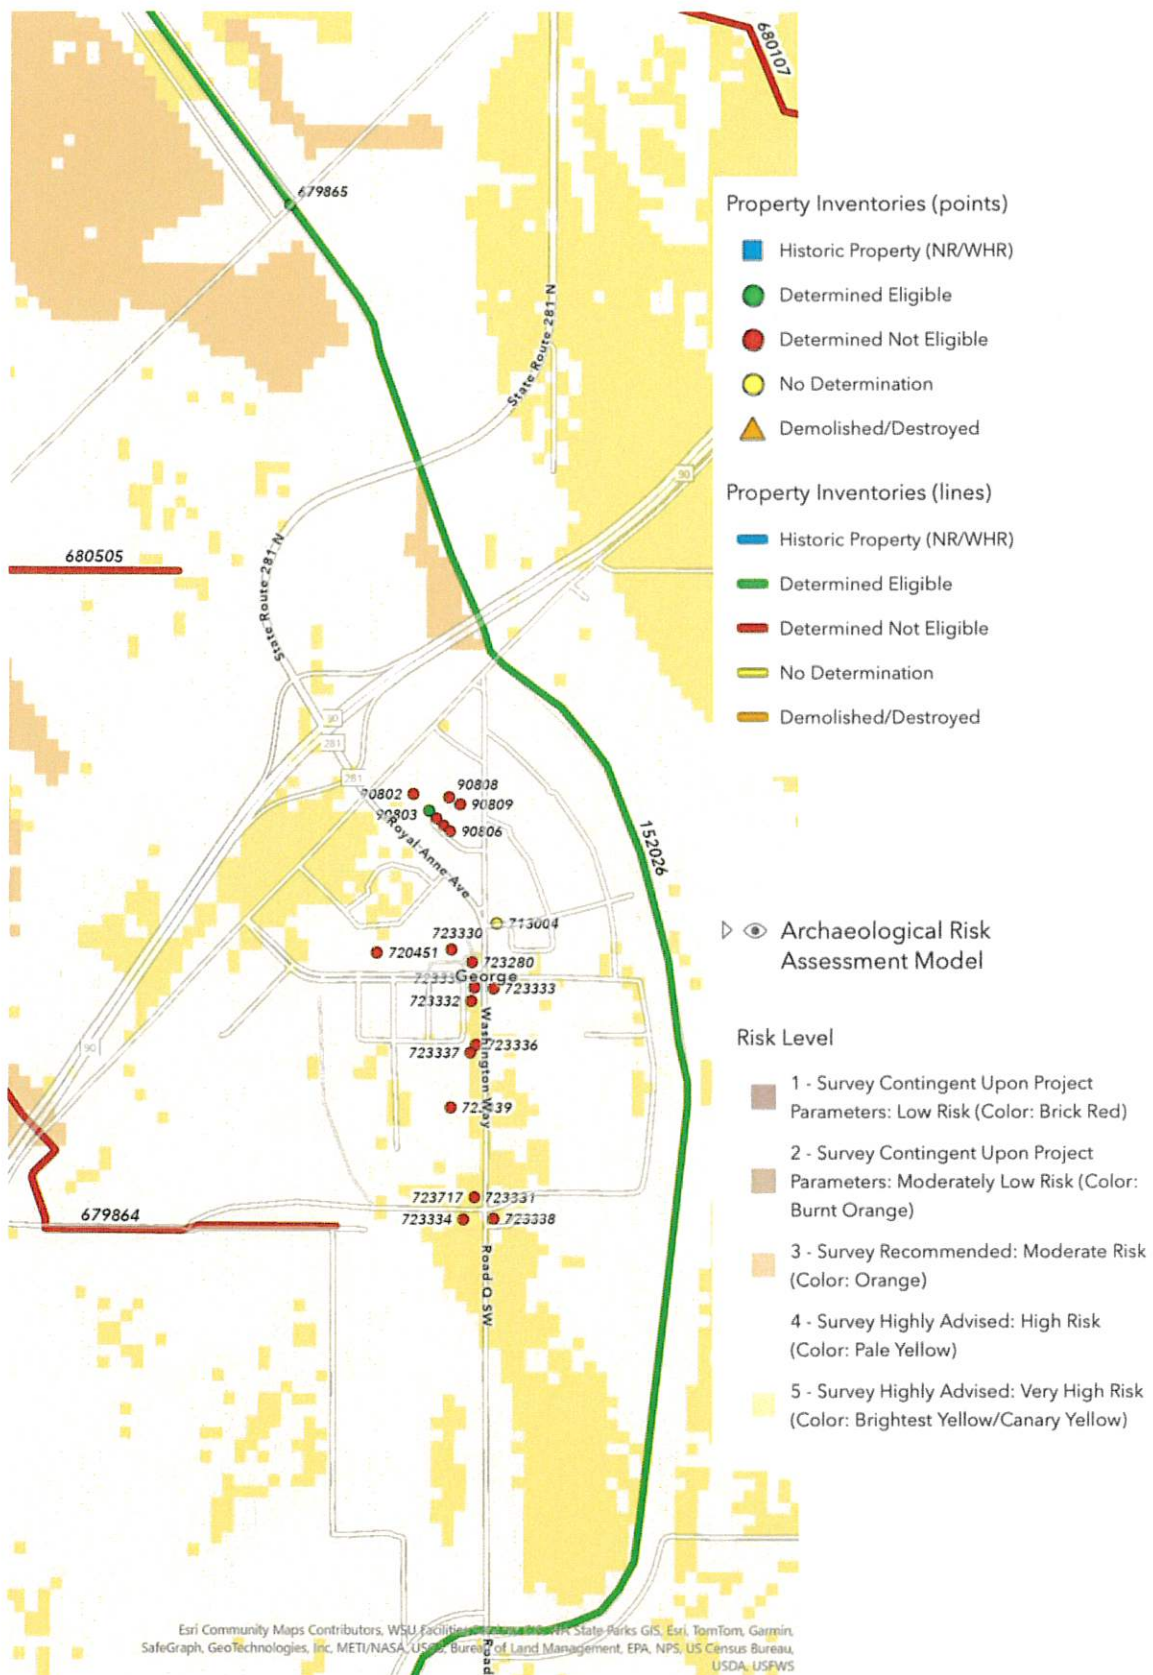 680107
679865
State Route 281 N
90
680505
State Route 281 N
90
281
281
90802
90808
90809
90803
90806
Royal Anne Ave
152026
713004
723330
720451
723280
George
723333
723332
Washington Way
723336
723337
90
723717
723331
679864
723334
723338
Road Q SW
Road
Esri Community Maps Contributors, WSU Facilities State Parks GIS, Esri, TomTom, Garmin,
SafeGraph, GeoTechnologies, Inc, METI/NASA, USGS, Bureau of Land Management, EPA, NPS, US Census Bureau,
USDA, USFWS
Property Inventories (points)
Historic Property (NR/WHR)
Determined Eligible
Determined Not Eligible
No Determination
Demolished/Destroyed
Property Inventories (lines)
Historic Property (NR/WHR)
Determined Eligible
Determined Not Eligible
No Determination
Demolished/Destroyed
Archaeological Risk
Assessment Model
Risk Level
1 - Survey Contingent Upon Project
Parameters: Low Risk (Color: Brick Red)
2 - Survey Contingent Upon Project
Parameters: Moderately Low Risk (Color:
Burnt Orange)
3 - Survey Recommended: Moderate Risk
(Color: Orange)
4 - Survey Highly Advised: High Risk
(Color: Pale Yellow)
5 - Survey Highly Advised: Very High Risk
(Color: Brightest Yellow/Canary Yellow)